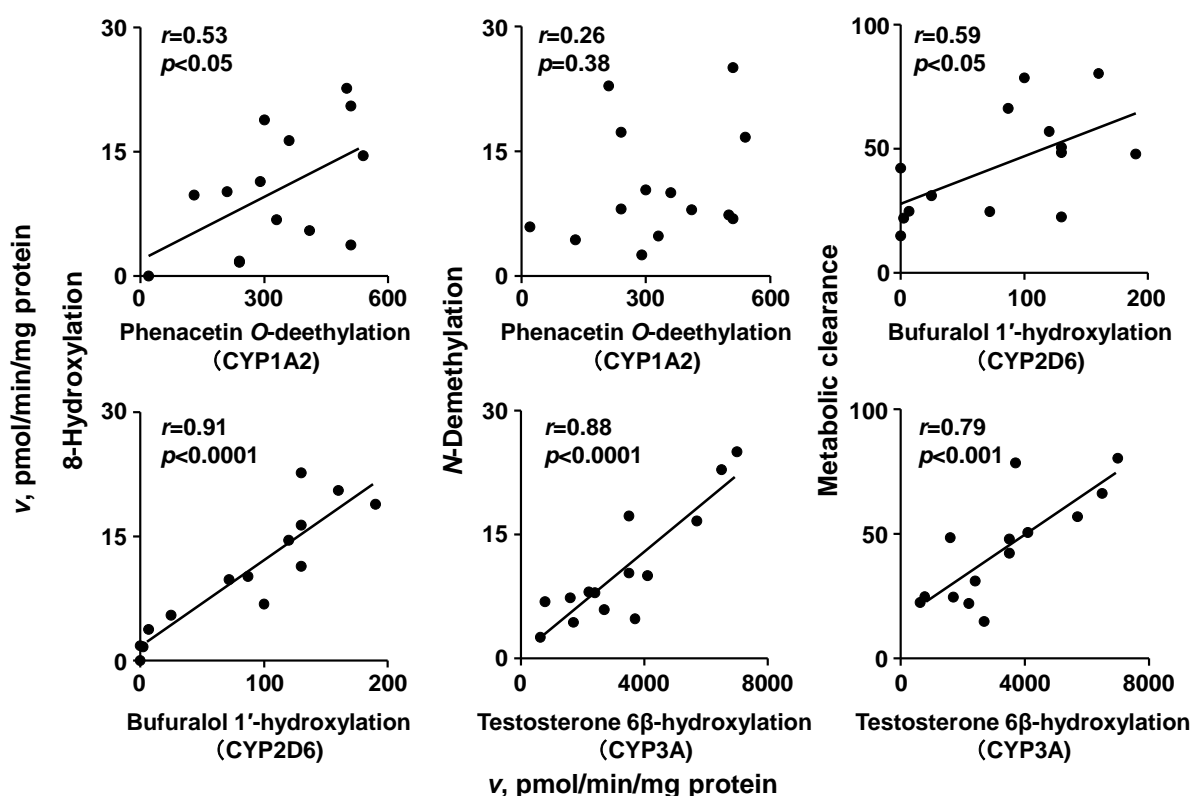 v, pmol/min/mg protein
8-Hydroxylation
30
15
0
r=0.53
p<0.05
0 300 600
Phenacetin O-deethylation
(CYP1A2)
N-Demethylation
30
15
0
r=0.26
p=0.38
0 300 600
Phenacetin O-deethylation
(CYP1A2)
Metabolic clearance
100
50
0
r=0.59
p<0.05
0 100 200
Bufuralol 1′-hydroxylation
(CYP2D6)
30
15
0
r=0.91
p<0.0001
0 100 200
Bufuralol 1′-hydroxylation
(CYP2D6)
30
15
0
r=0.88
p<0.0001
0 4000 8000
Testosterone 6β-hydroxylation
(CYP3A)
100
50
0
r=0.79
p<0.001
0 4000 8000
Testosterone 6β-hydroxylation
(CYP3A)
v, pmol/min/mg protein